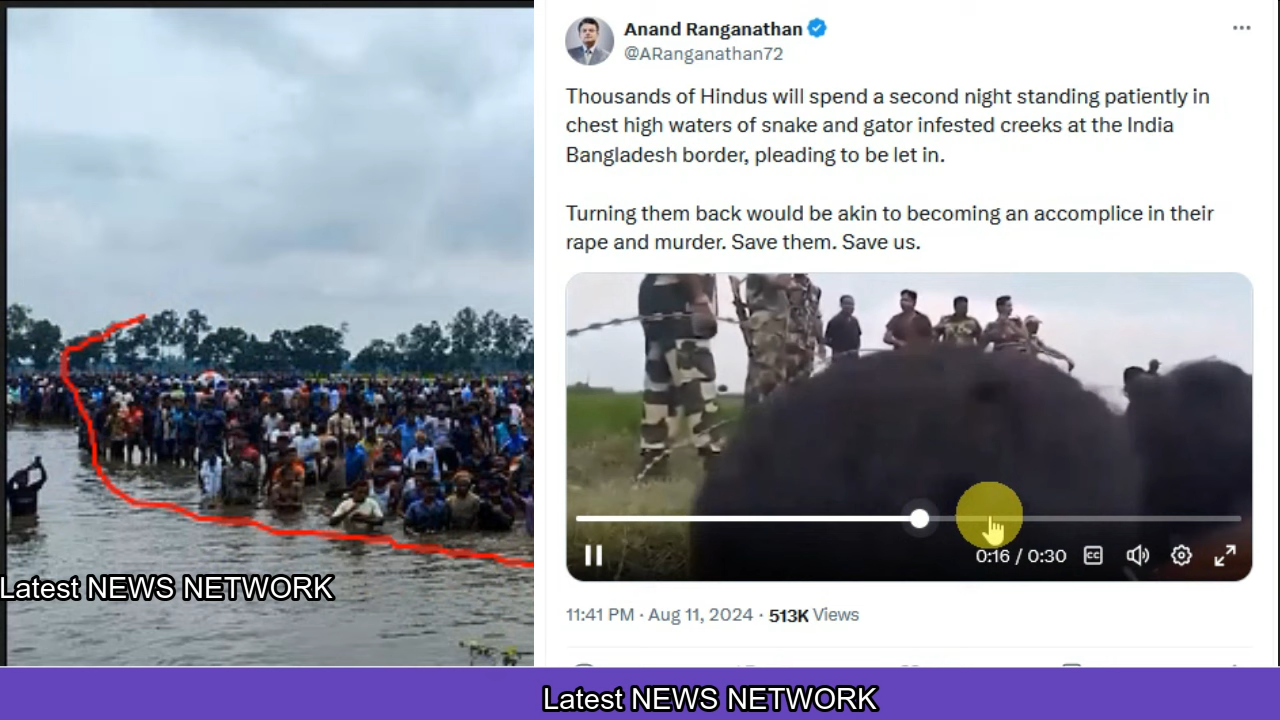 Anand Ranganathan
@ARanganathan72
Thousands of Hindus will spend a second night standing patiently in
chest high waters of snake and gator infested creeks at the India
Bangladesh border, pleading to be let in.
Turning them back would be akin to becoming an accomplice in their
rape and murder. Save them. Save us.
0:16 / 0:30
CC
11:41 PM · Aug 11, 2024 · 513K Views
Latest NEWS NETWORK
Latest NEWS NETWORK